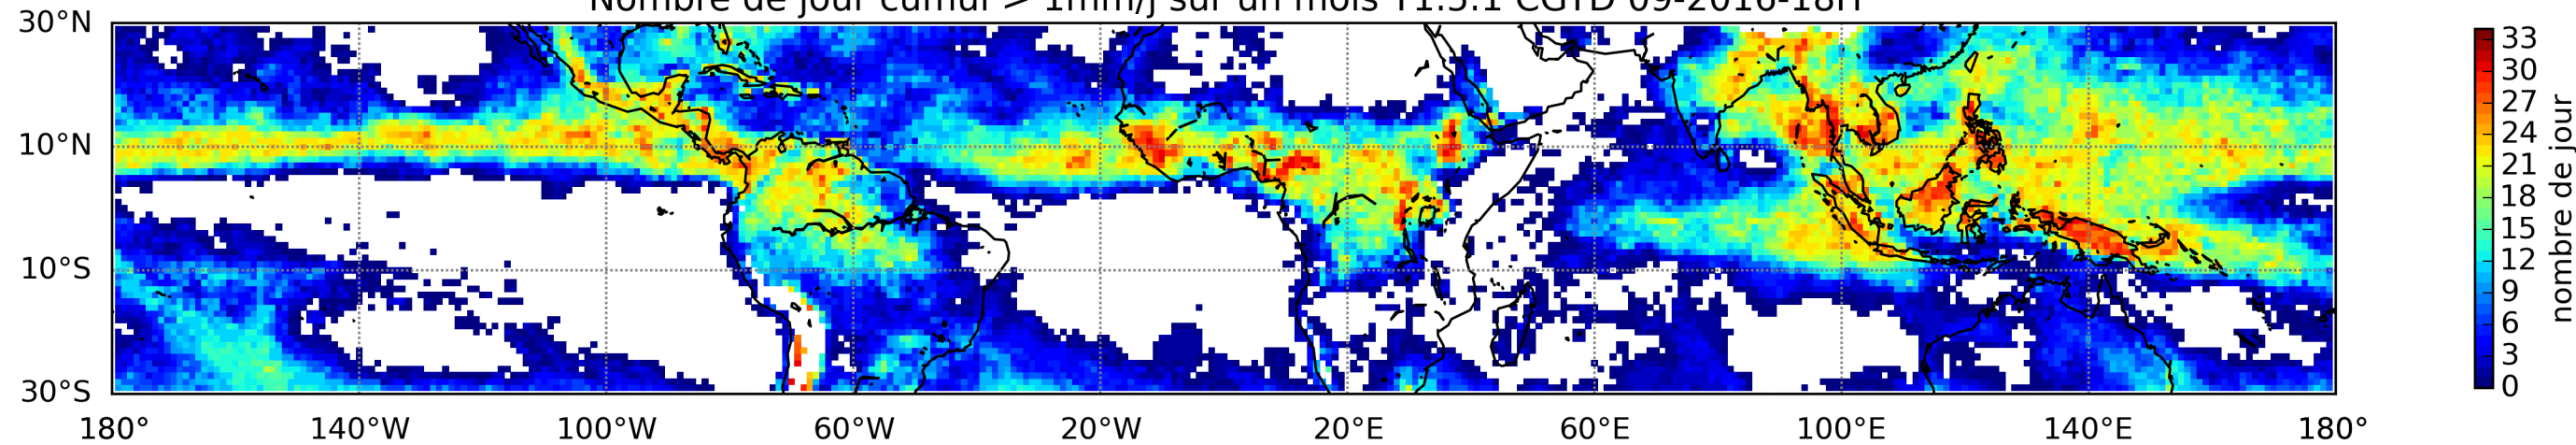 Nombre de jour cumul > 1mm/j sur un mois T1.5.1 CGTD 09-2016-18H
30°N
10°N
10°S
30°S
180°
140°W
100°W
60°W
20°W
20°E
60°E
100°E
140°E
180°
33
30
27
24
21
18
15
12
9
6
3
0
nombre de jour